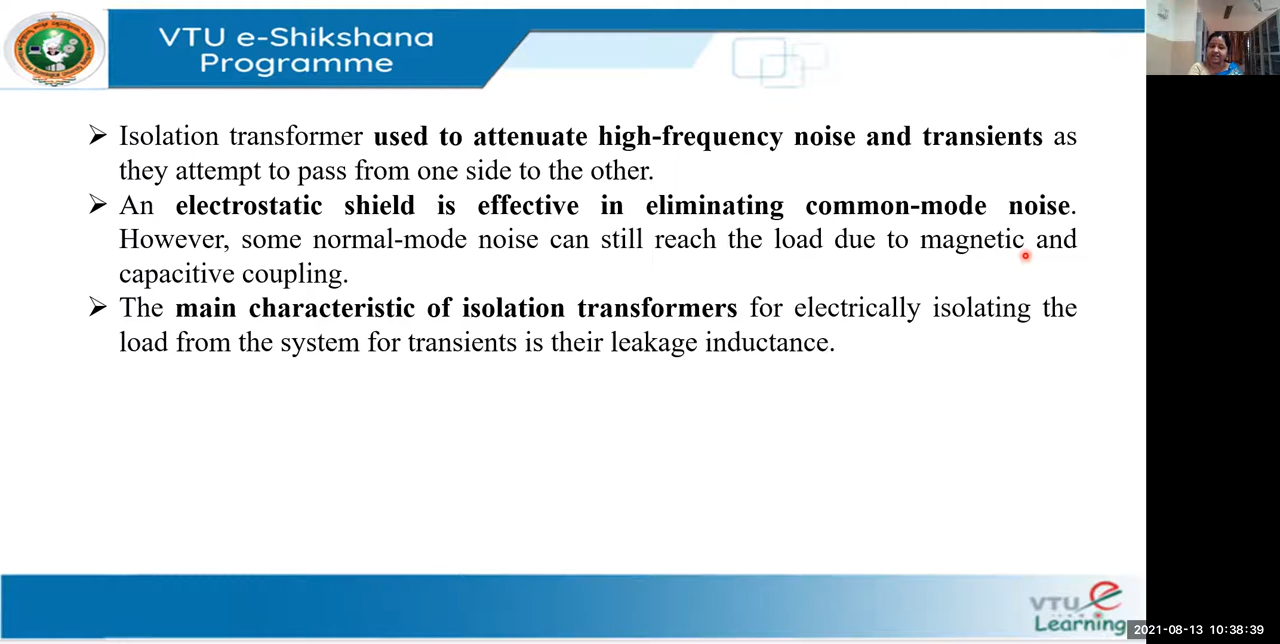 VTU e-Shikshana
Programme
➢ Isolation transformer used to attenuate high-frequency noise and transients as
they attempt to pass from one side to the other.
➢ An electrostatic shield is effective in eliminating common-mode noise.
However, some normal-mode noise can still reach the load due to magnetic and
capacitive coupling.
➢ The main characteristic of isolation transformers for electrically isolating the
load from the system for transients is their leakage inductance.
VTU e
Learning
2021-08-13 10:38:39